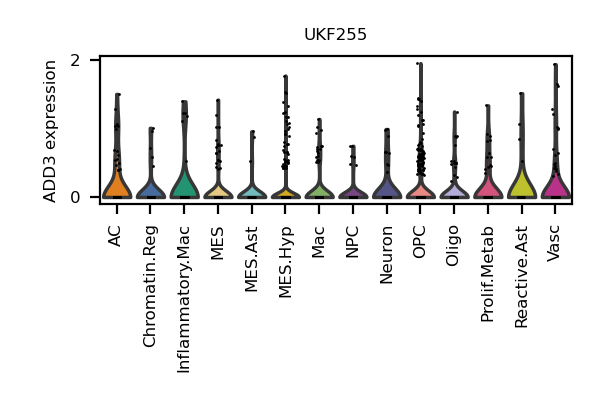 UKF255
ADD3 expression
2
0
AC
Chromatin.Reg
Inflammatory.Mac
MES
MES.Ast
MES.Hyp
Mac
NPC
Neuron
OPC
Oligo
Prolif.Metab
Reactive.Ast
Vasc